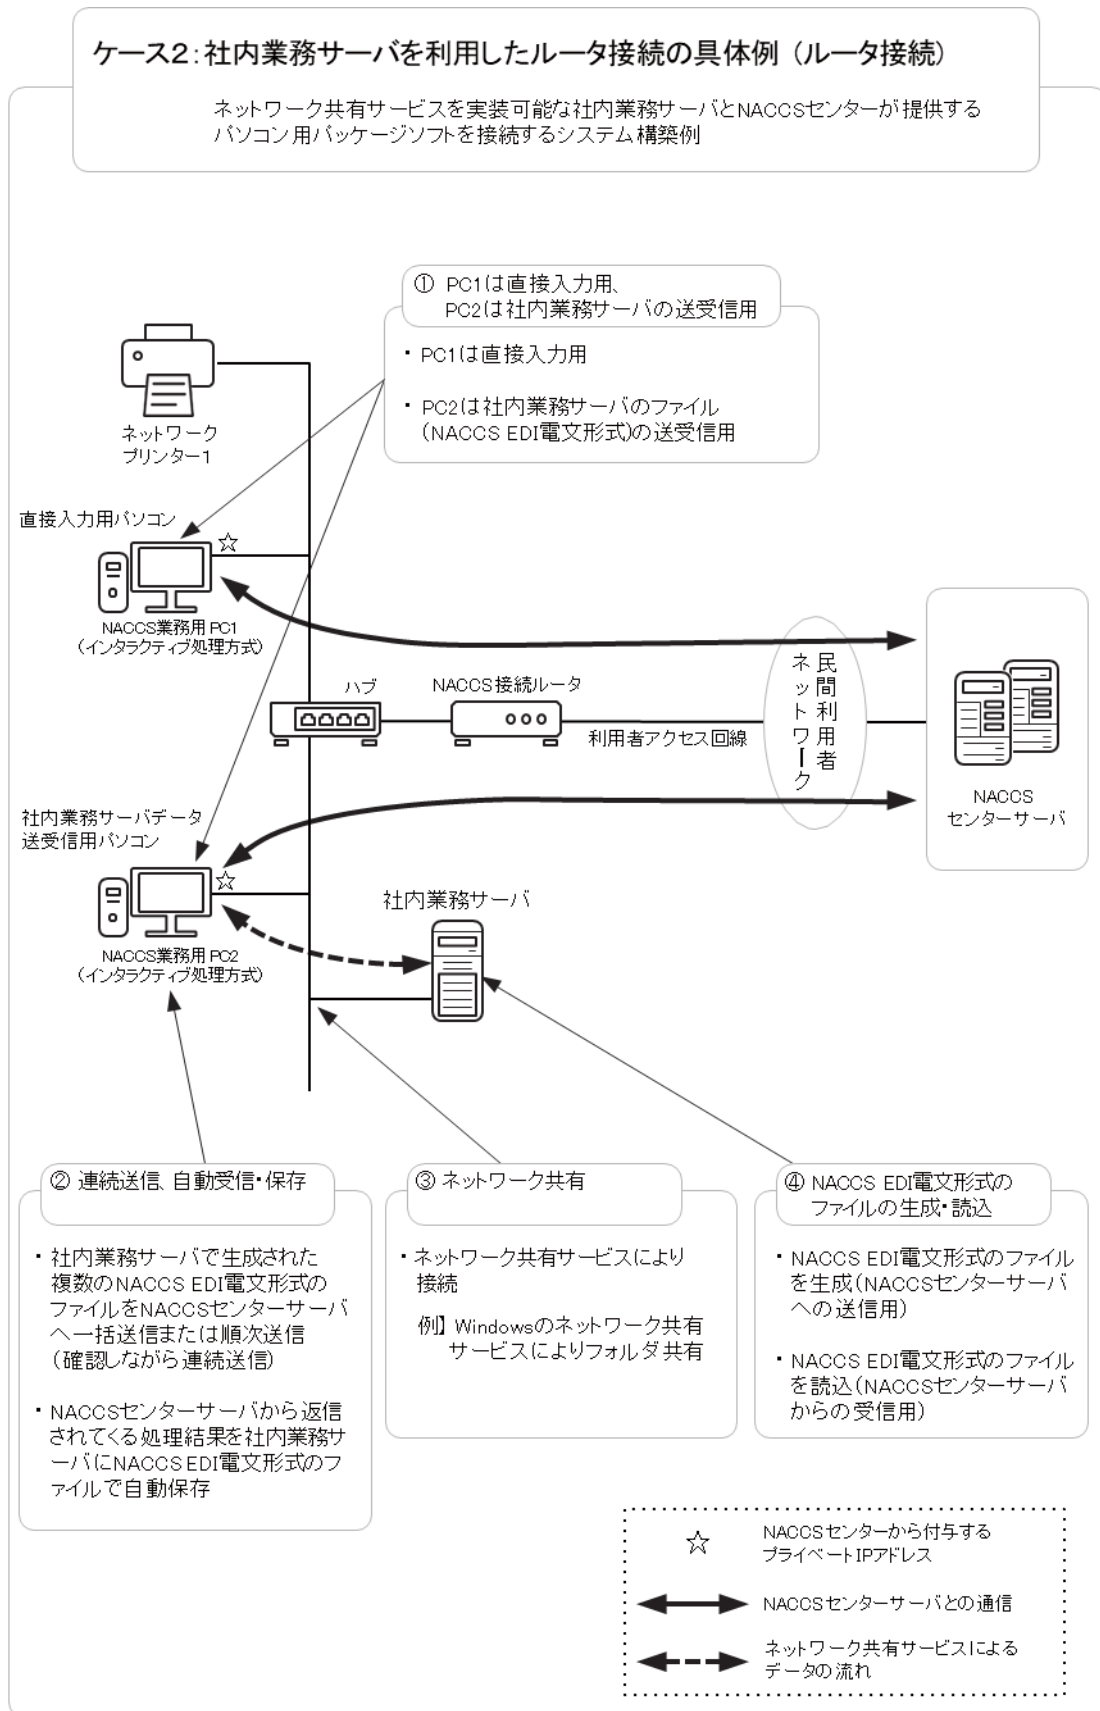 ケース2：社内業務サーバを利用したルータ接続の具体例（ルータ接続）
ネットワーク共有サービスを実装可能な社内業務サーバとNACCSセンターが提供する
パソコン用パッケージソフトを接続するシステム構築例
① PC1は直接入力用、
PC2は社内業務サーバの送受信用
・PC1は直接入力用
・PC2は社内業務サーバのファイル
（NACCS EDI電文形式）の送受信用
ネットワーク
プリンター1
直接入力用パソコン
☆
NACCS業務用PC1
（インタラクティブ処理方式）
ハブ
NACCS接続ルータ
利用者アクセス回線
民間利用者
ネットワーク
NACCS
センターサーバ
社内業務サーバデータ
送受信用パソコン
☆
NACCS業務用PC2
（インタラクティブ処理方式）
社内業務サーバ
② 連続送信、自動受信・保存
・社内業務サーバで生成された
複数のNACCS EDI電文形式の
ファイルをNACCSセンターサーバ
へ一括送信または順次送信
（確認しながら連続送信）
・NACCSセンターサーバから返信
されてくる処理結果を社内業務サ
ーバにNACCS EDI電文形式のフ
ァイルで自動保存
③ ネットワーク共有
・ネットワーク共有サービスにより
接続
例】Windowsのネットワーク共有
サービスによりフォルダ共有
④ NACCS EDI電文形式の
ファイルの生成・読込
・NACCS EDI電文形式のファイル
を生成（NACCSセンターサーバ
への送信用）
・NACCS EDI電文形式のファイル
を読込（NACCSセンターサーバ
からの受信用）
☆ NACCSセンターから付与する
プライベートIPアドレス
NACCSセンターサーバとの通信
ネットワーク共有サービスによる
データの流れ